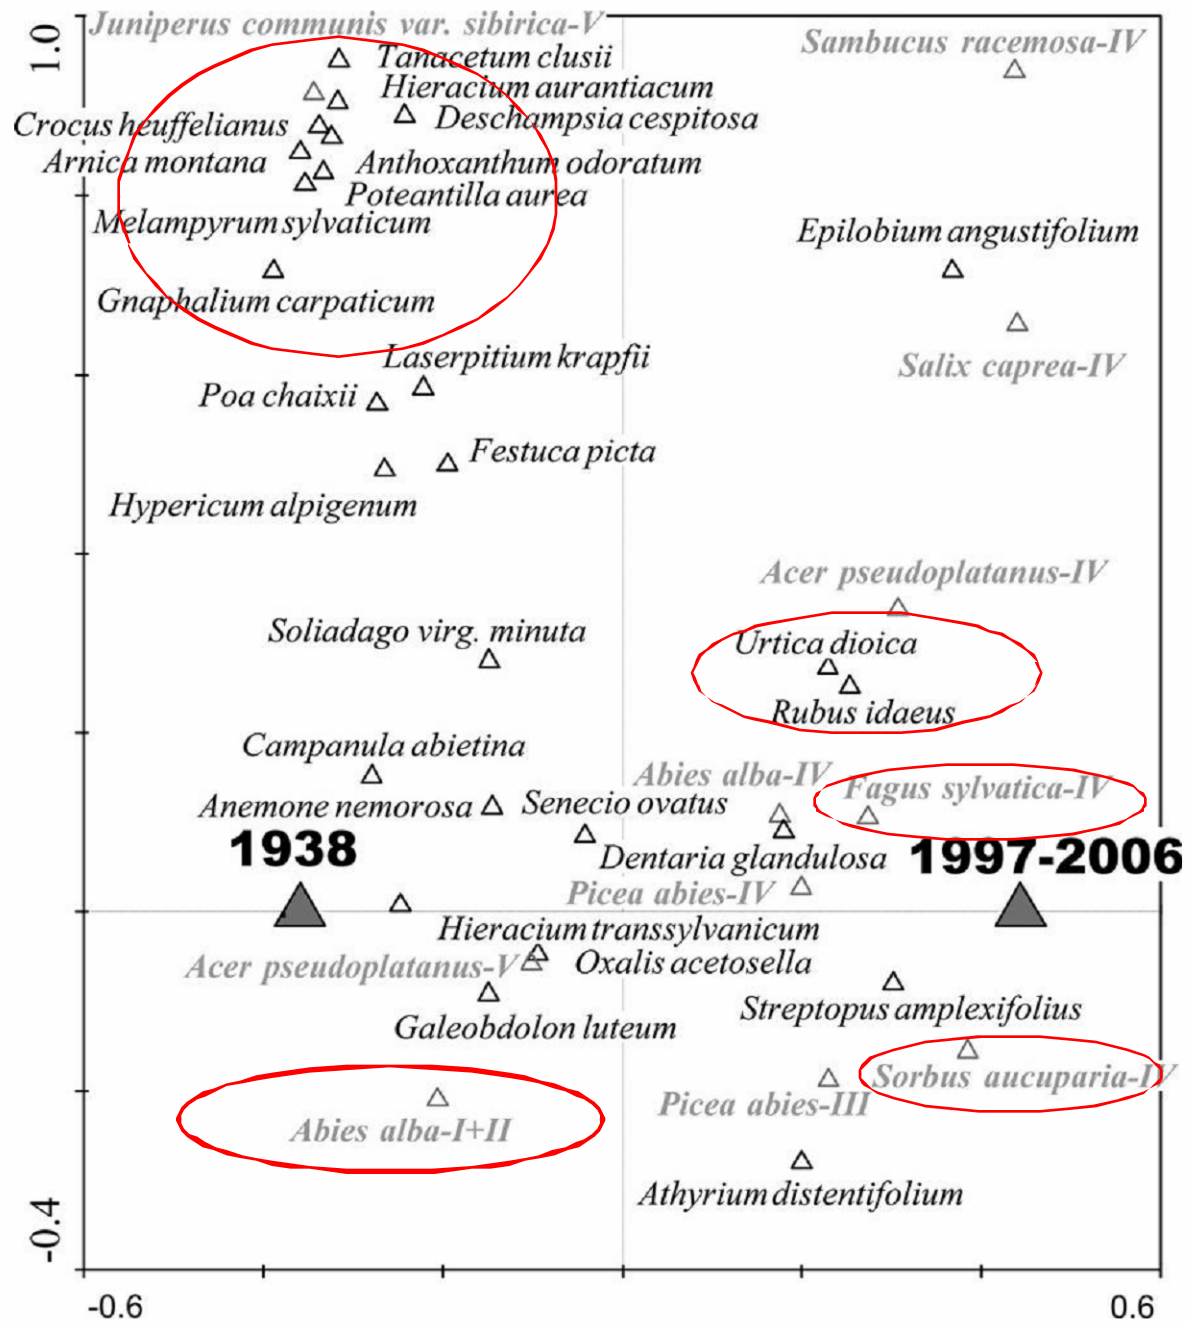 1.0
Juniperus communis var. sibirica-V
Sambucus racemosa-IV
Tanacetum clusii
Hieracium aurantiacum
Crocus heuffelianus
Deschampsia cespitosa
Arnica montana
Anthoxanthum odoratum
Poteantilla aurea
Melampyrum sylvaticum
Epilobium angustifolium
Gnaphalium carpaticum
Laserpitium krapfii
Salix caprea-IV
Poa chaixii
Festuca picta
Hypericum alpigenum
Acer pseudoplatanus-IV
Soliadago virg. minuta
Urtica dioica
Rubus idaeus
Campanula abietina
Abies alba-IV
Fagus sylvatica-IV
Anemone nemorosa
Senecio ovatus
1938
Dentaria glandulosa
1997-2006
Picea abies-IV
Hieracium transsylvanicum
Acer pseudoplatanus-V
Oxalis acetosella
Streptopus amplexifolius
Galeobdolon luteum
Sorbus aucuparia-IV
Picea abies-III
Abies alba-I+II
Athyrium distentifolium
-0.4
-0.6
0.6